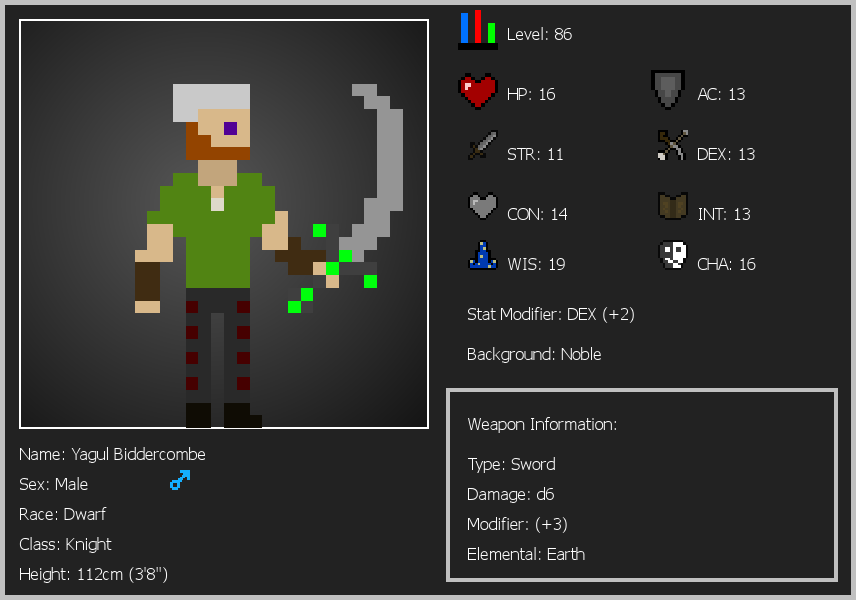 Level: 86
HP: 16
AC: 13
STR: 11
DEX: 13
CON: 14
INT: 13
WIS: 19
CHA: 16
Stat Modifier: DEX (+2)
Background: Noble
Weapon Information:
Type: Sword
Damage: d6
Modifier: (+3)
Elemental: Earth
Name: Yagul Biddercombe
Sex: Male
Race: Dwarf
Class: Knight
Height: 112cm (3'8")